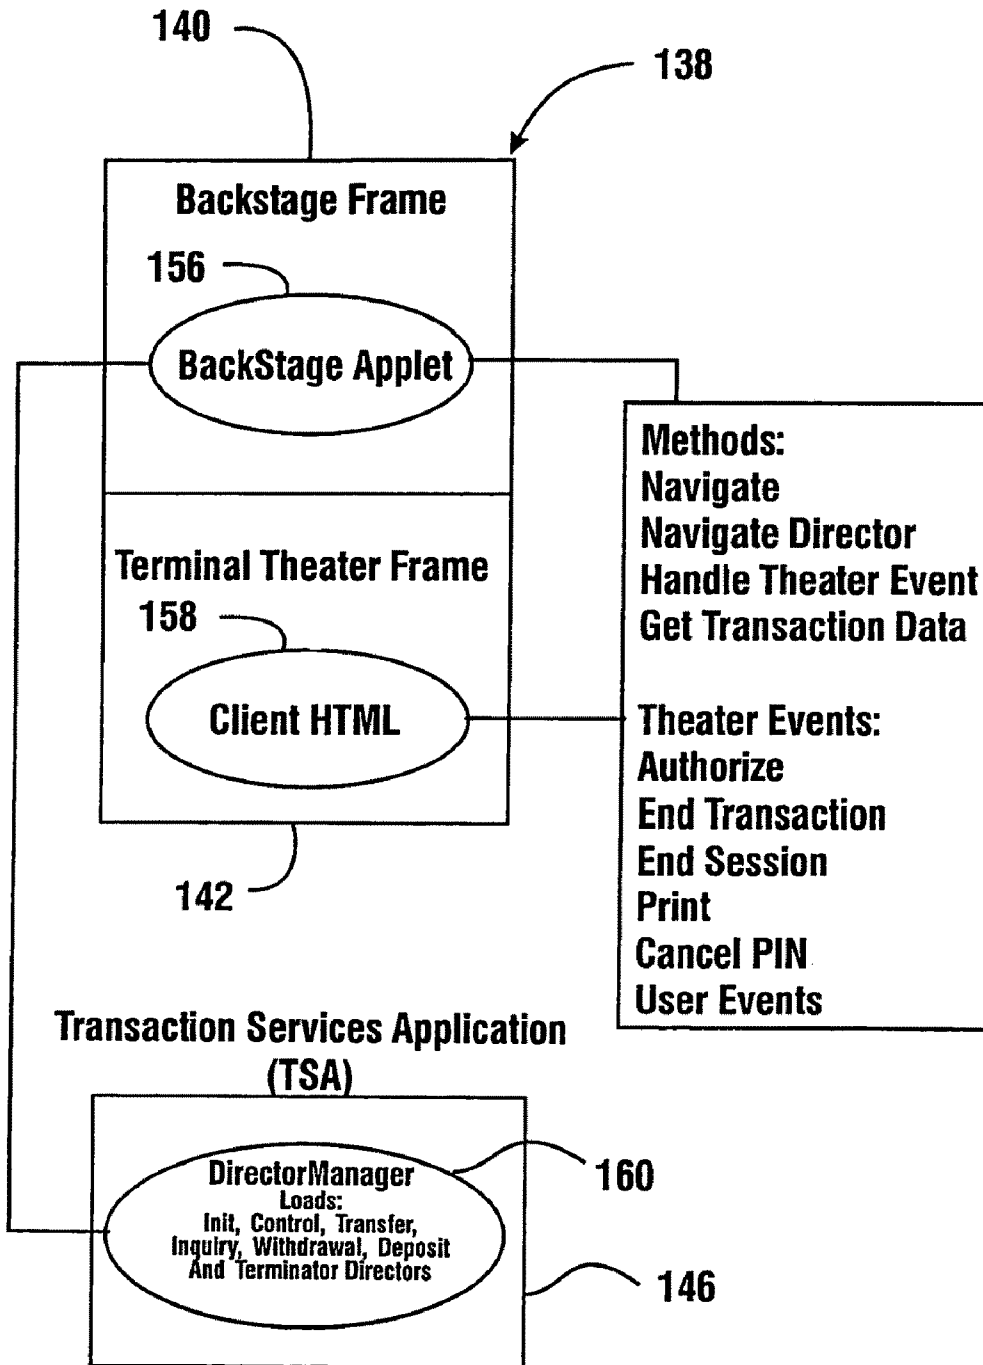 140
138
Backstage Frame
156
BackStage Applet
Methods:
Navigate
Navigate Director
Handle Theater Event
Get Transaction Data
Terminal Theater Frame
158
Client HTML
Theater Events:
Authorize
End Transaction
End Session
Print
Cancel PIN
User Events
142
Transaction Services Application
(TSA)
DirectorManager
Loads:
Init, Control, Transfer,
Inquiry, Withdrawal, Deposit
And Terminator Directors
160
146